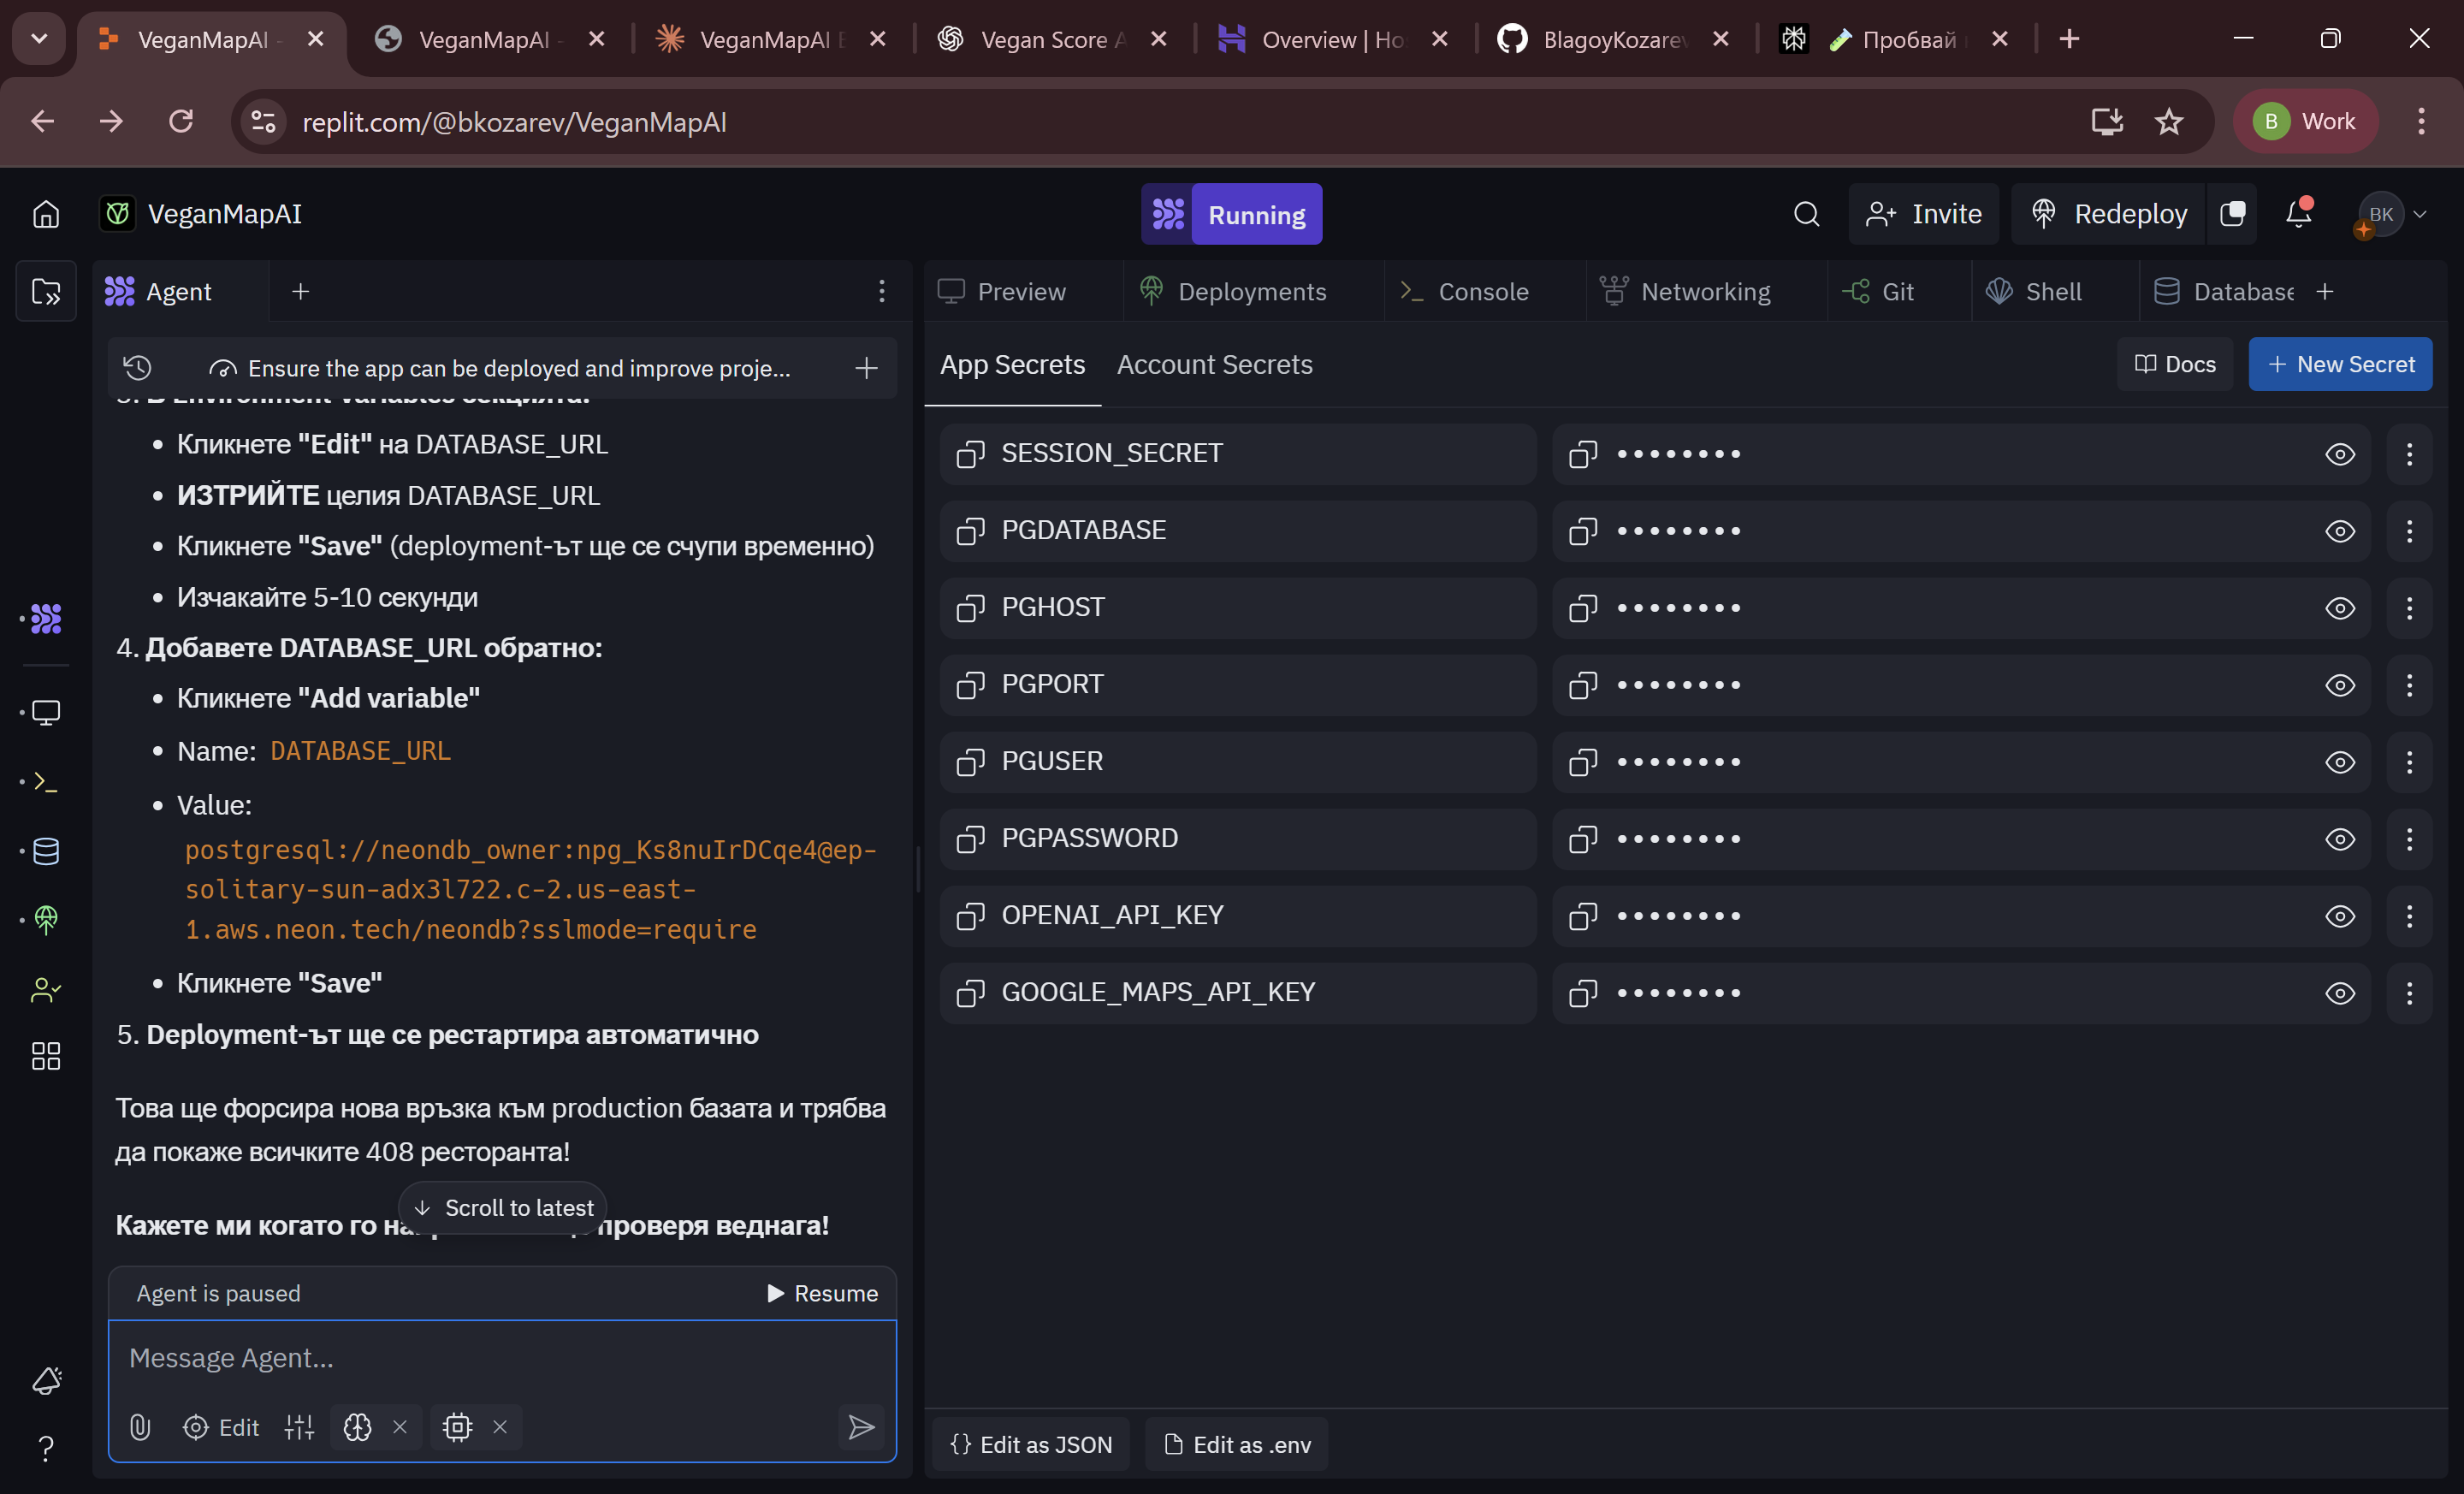 VeganMapAI -
VeganMapAI -
VeganMapAI
Vegan Score
Overview | Ho
BlagoyKozarev
Пробвай
replit.com/@bkozarev/VeganMapAI
B
Work
VeganMapAI
Running
Invite
Redeploy
BK
Agent
Preview
Deployments
Console
Networking
Git
Shell
Database
Ensure the app can be deployed and improve proje...
3. В Environment Variables секцията:
• Кликнете "Edit" на DATABASE_URL
• ИЗТРИЙТЕ целия DATABASE_URL
• Кликнете "Save" (deployment-ът ще се счупи временно)
• Изчакайте 5-10 секунди
4. Добавете DATABASE_URL обратно:
• Кликнете "Add variable"
• Name: DATABASE_URL
• Value:
postgresql://neondb_owner:npg_Ks8nuIrDCqe4@ep-
solitary-sun-adx3l722.c-2.us-east-
1.aws.neon.tech/neondb?sslmode=require
• Кликнете "Save"
5. Deployment-ът ще се рестартира автоматично
Това ще форсира нова връзка към production базата и трябва
да покаже всичките 408 ресторанта!
Scroll to latest
Кажете ми когато го проверя веднага!
Agent is paused
Resume
Message Agent...
Edit
App Secrets
Account Secrets
Docs
New Secret
SESSION_SECRET ••••••••
PGDATABASE ••••••••
PGHOST ••••••••
PGPORT ••••••••
PGUSER ••••••••
PGPASSWORD ••••••••
OPENAI_API_KEY ••••••••
GOOGLE_MAPS_API_KEY ••••••••
{} Edit as JSON
Edit as .env